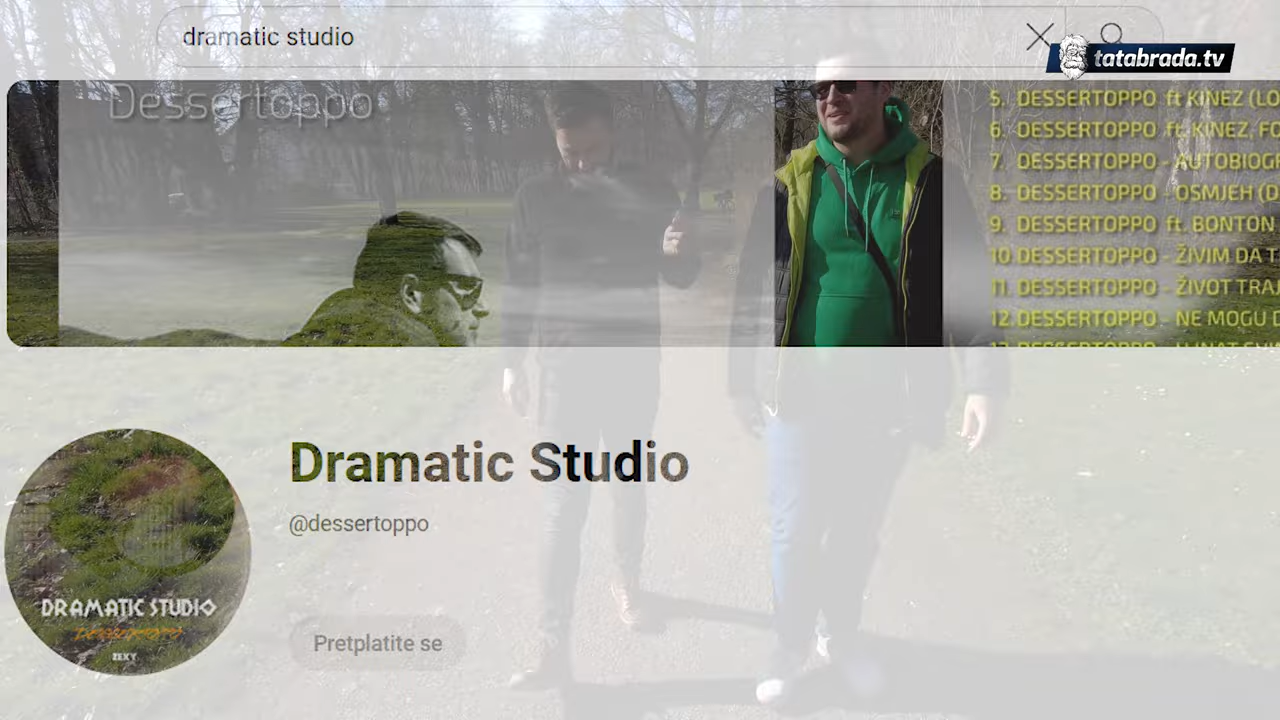 dramatic studio
tatabrada.tv
Dessertoppo
5. DESSERTOPPO ft KINEZ (LO
6. DESSERTOPPO ft. KINEZ, FO
7. DESSERTOPPO - AUTOBIOGR
8. DESSERTOPPO - OSMJEH (D
9. DESSERTOPPO ft. BONTON
10. DESSERTOPPO - ŽIVIM DA T
11. DESSERTOPPO - ŽIVOT TRAJ
12. DESSERTOPPO - NE MOGU D
Dramatic Studio
@dessertoppo
DRAMATIC STUDIO
ZEKY
Pretplatite se